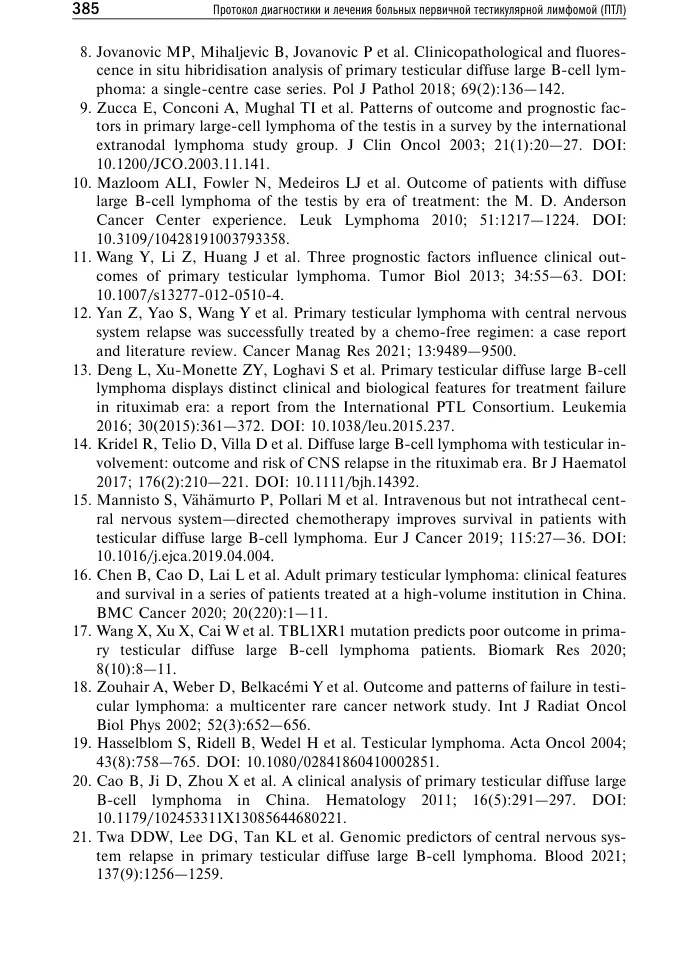 385 Протокол диагностики и лечения больных первичной тестикулярной лимфомой (ПТЛ)
8. Jovanovic MP, Mihaljevic B, Jovanovic P et al. Clinicopathological and fluores-
cence in situ hibridisation analysis of primary testicular diffuse large B-cell lym-
phoma: a single-centre case series. Pol J Pathol 2018; 69(2):136—142.
9. Zucca E, Conconi A, Mughal TI et al. Patterns of outcome and prognostic fac-
tors in primary large-cell lymphoma of the testis in a survey by the international
extranodal lymphoma study group. J Clin Oncol 2003; 21(1):20—27. DOI:
10.1200/JCO.2003.11.141.
10. Mazloom ALI, Fowler N, Medeiros LJ et al. Outcome of patients with diffuse
large B-cell lymphoma of the testis by era of treatment: the M. D. Anderson
Cancer Center experience. Leuk Lymphoma 2010; 51:1217—1224. DOI:
10.3109/10428191003793358.
11. Wang Y, Li Z, Huang J et al. Three prognostic factors influence clinical out-
comes of primary testicular lymphoma. Tumor Biol 2013; 34:55—63. DOI:
10.1007/s13277-012-0510-4.
12. Yan Z, Yao S, Wang Y et al. Primary testicular lymphoma with central nervous
system relapse was successfully treated by a chemo-free regimen: a case report
and literature review. Cancer Manag Res 2021; 13:9489—9500.
13. Deng L, Xu-Monette ZY, Loghavi S et al. Primary testicular diffuse large B-cell
lymphoma displays distinct clinical and biological features for treatment failure
in rituximab era: a report from the International PTL Consortium. Leukemia
2016; 30(2015):361—372. DOI: 10.1038/leu.2015.237.
14. Kridel R, Telio D, Villa D et al. Diffuse large B-cell lymphoma with testicular in-
volvement: outcome and risk of CNS relapse in the rituximab era. Br J Haematol
2017; 176(2):210—221. DOI: 10.1111/bjh.14392.
15. Mannisto S, Vähämurto P, Pollari M et al. Intravenous but not intrathecal cent-
ral nervous system—directed chemotherapy improves survival in patients with
testicular diffuse large B-cell lymphoma. Eur J Cancer 2019; 115:27—36. DOI:
10.1016/j.ejca.2019.04.004.
16. Chen B, Cao D, Lai L et al. Adult primary testicular lymphoma: clinical features
and survival in a series of patients treated at a high-volume institution in China.
BMC Cancer 2020; 20(220):1—11.
17. Wang X, Xu X, Cai W et al. TBL1XR1 mutation predicts poor outcome in prima-
ry testicular diffuse large B-cell lymphoma patients. Biomark Res 2020;
8(10):8—11.
18. Zouhair A, Weber D, Belkacémi Y et al. Outcome and patterns of failure in testi-
cular lymphoma: a multicenter rare cancer network study. Int J Radiat Oncol
Biol Phys 2002; 52(3):652—656.
19. Hasselblom S, Ridell B, Wedel H et al. Testicular lymphoma. Acta Oncol 2004;
43(8):758—765. DOI: 10.1080/02841860410002851.
20. Cao B, Ji D, Zhou X et al. A clinical analysis of primary testicular diffuse large
B-cell lymphoma in China. Hematology 2011; 16(5):291—297. DOI:
10.1179/102453311X13085644680221.
21. Twa DDW, Lee DG, Tan KL et al. Genomic predictors of central nervous sys-
tem relapse in primary testicular diffuse large B-cell lymphoma. Blood 2021;
137(9):1256—1259.